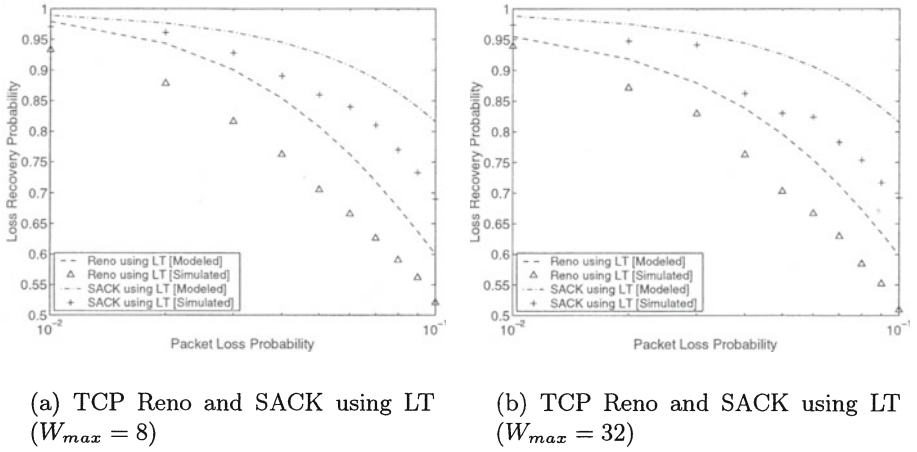 1
0.95
0.9
0.85
0.8
0.75
0.7
0.65
0.6
0.55
0.5
Loss Recovery Probability
Reno using LT [Modeled]
Reno using LT [Simulated]
SACK using LT [Modeled]
SACK using LT [Simulated]
10⁻²
10⁻¹
Packet Loss Probability
(a) TCP Reno and SACK using LT
(W_max = 8)
1
0.95
0.9
0.85
0.8
0.75
0.7
0.65
0.6
0.55
0.5
Loss Recovery Probability
Reno using LT [Modeled]
Reno using LT [Simulated]
SACK using LT [Modeled]
SACK using LT [Simulated]
10⁻²
10⁻¹
Packet Loss Probability
(b) TCP Reno and SACK using LT
(W_max = 32)